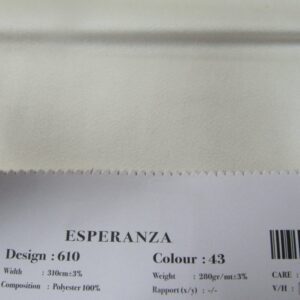 ESPERANZA
Design : 610 Colour : 43
Width : 310cm±3% Weight : 280gr/mt±3% CARE :
Composition : Polyester 100% Rapport (x/y) : -/- V/H :